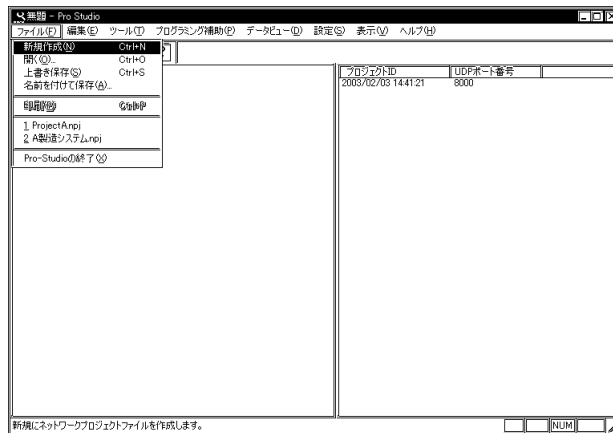 無題 - Pro Studio
ファイル(F) 編集(E) ツール(T) プログラミング補助(P) データビュー(D) 設定(S) 表示(V) ヘルプ(H)
新規作成(N) Ctrl+N
開く(O)... Ctrl+O
上書き保存(S) Ctrl+S
名前を付けて保存(A)...
印刷(P) Ctrl+P
1 ProjectA.npj
2 A製造システム.npj
Pro-Studioの終了(X)
プロジェクトID UDPポート番号
2003/02/03 14:41:21 8000
新規にネットワークプロジェクトファイルを作成します。 NUM